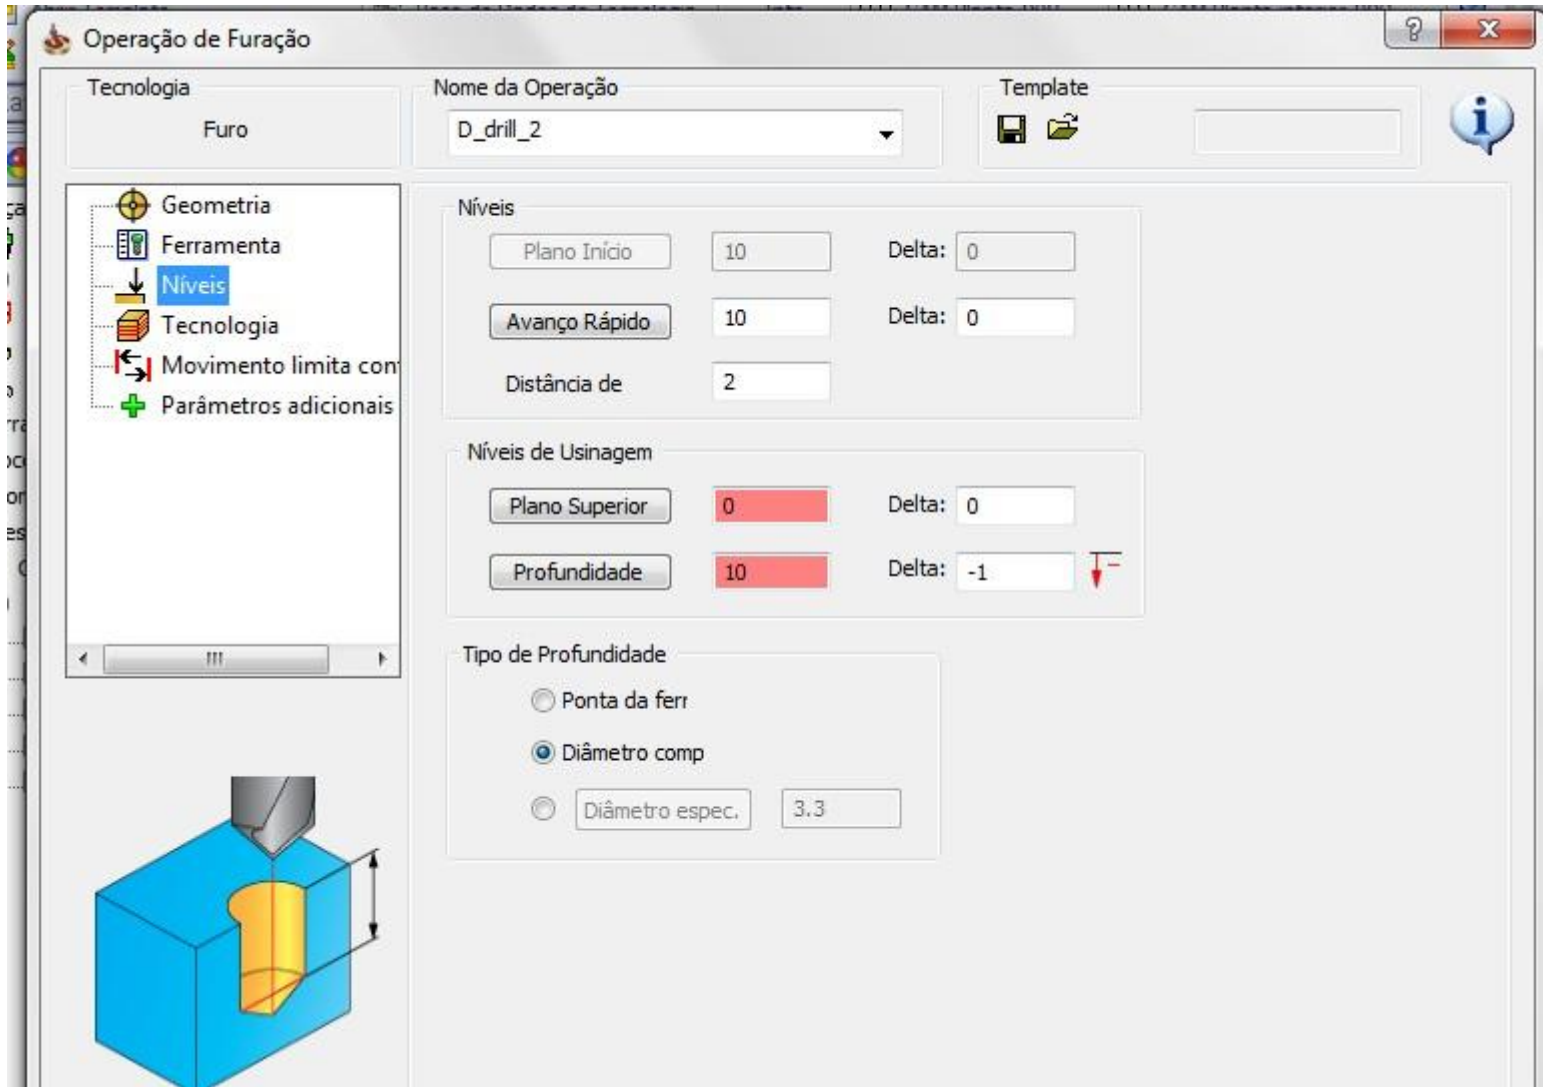 Operação de Furação
Tecnologia
Furo
Nome da Operação
D_drill_2
Template
Geometria
Ferramenta
Níveis
Tecnologia
Movimento limita con
Parâmetros adicionais
Níveis
Plano Início 10 Delta: 0
Avanço Rápido 10 Delta: 0
Distância de 2
Níveis de Usinagem
Plano Superior 0 Delta: 0
Profundidade 10 Delta: -1
Tipo de Profundidade
Ponta da ferr
Diâmetro comp
Diâmetro espec. 3.3